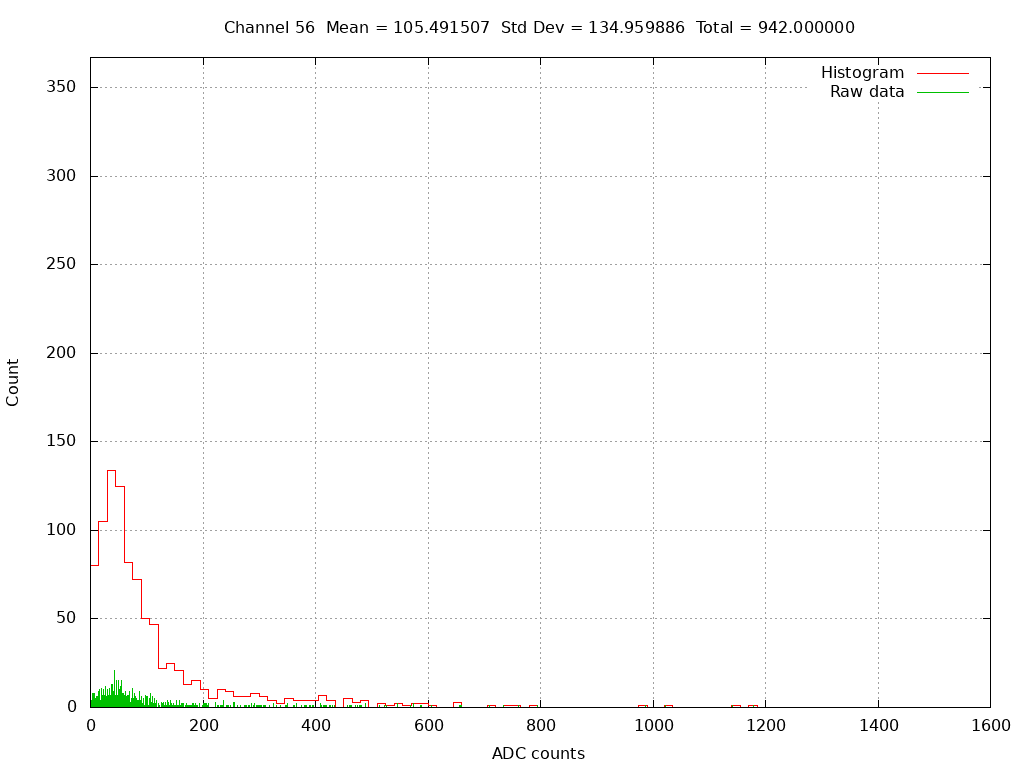 Channel 56  Mean = 105.491507  Std Dev = 134.959886  Total = 942.000000
Histogram
Raw data
350
300
250
200
150
100
50
0
Count
0 200 400 600 800 1000 1200 1400 1600
ADC counts